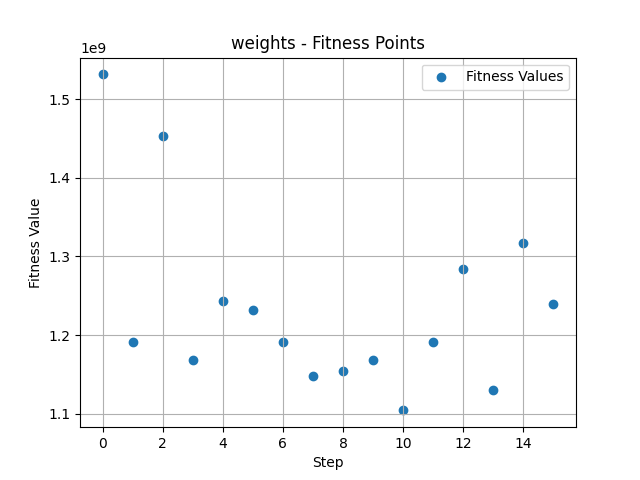 weights - Fitness Points
1e9
Fitness Values
1.5
1.4
1.3
1.2
1.1
Fitness Value
0 2 4 6 8 10 12 14
Step